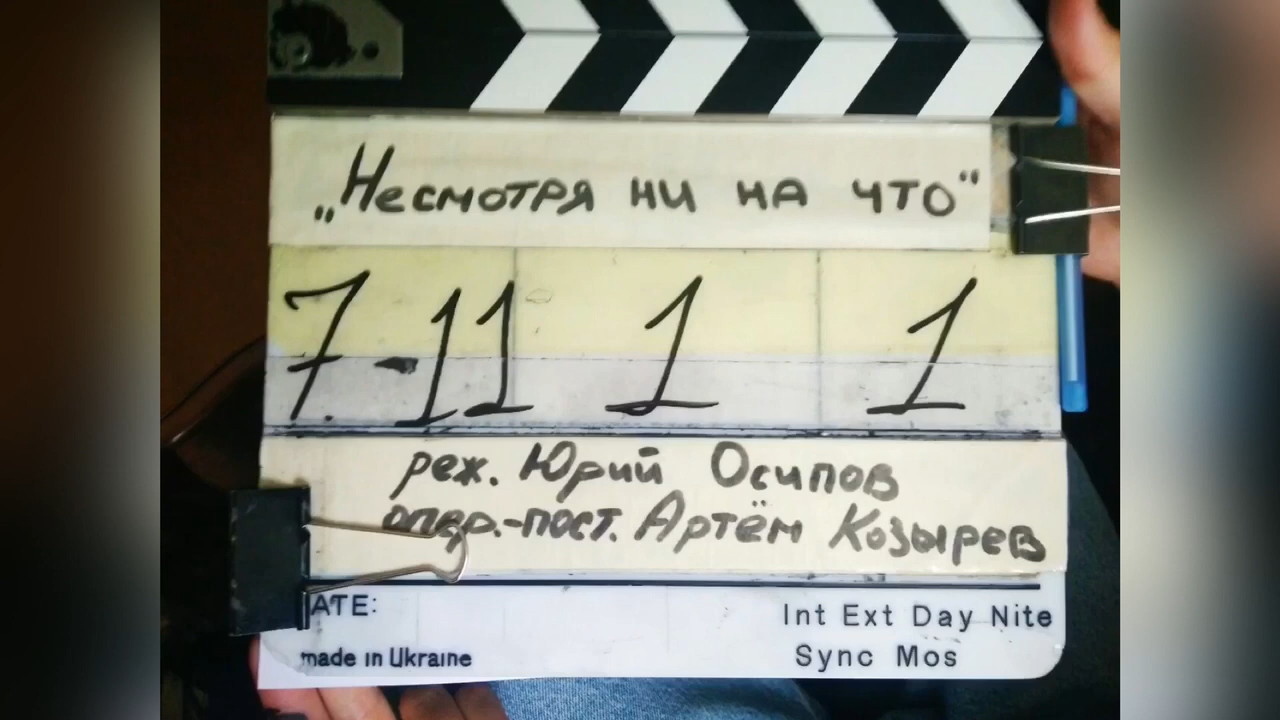 „Несмотря ни на что"
7.-11 1 1
реж. Юрий Осипов
опер.-пост. Артём Козырев
ATE:
Int Ext Day Nite
made in Ukraine
Sync Mos